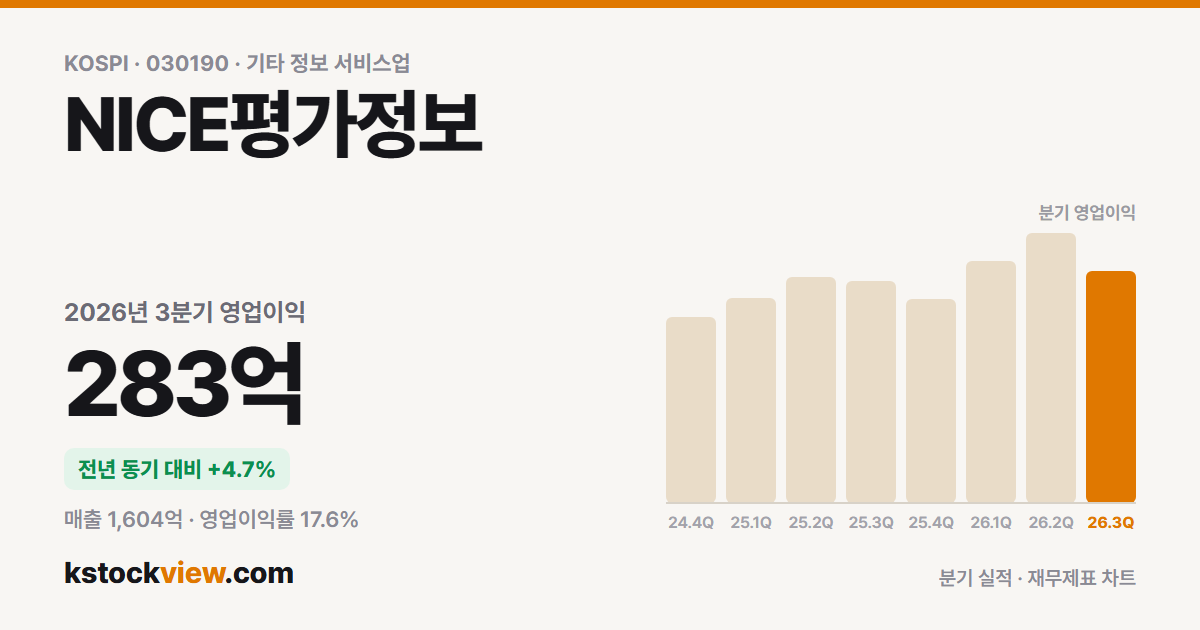 KOSPI · 030190 · 기타 정보 서비스업
NICE평가정보
2026년 3분기 영업이익
283억
전년 동기 대비 +4.7%
매출 1,604억 · 영업이익률 17.6%
kstockview.com
분기 영업이익
24.4Q 25.1Q 25.2Q 25.3Q 25.4Q 26.1Q 26.2Q 26.3Q
분기 실적 · 재무제표 차트